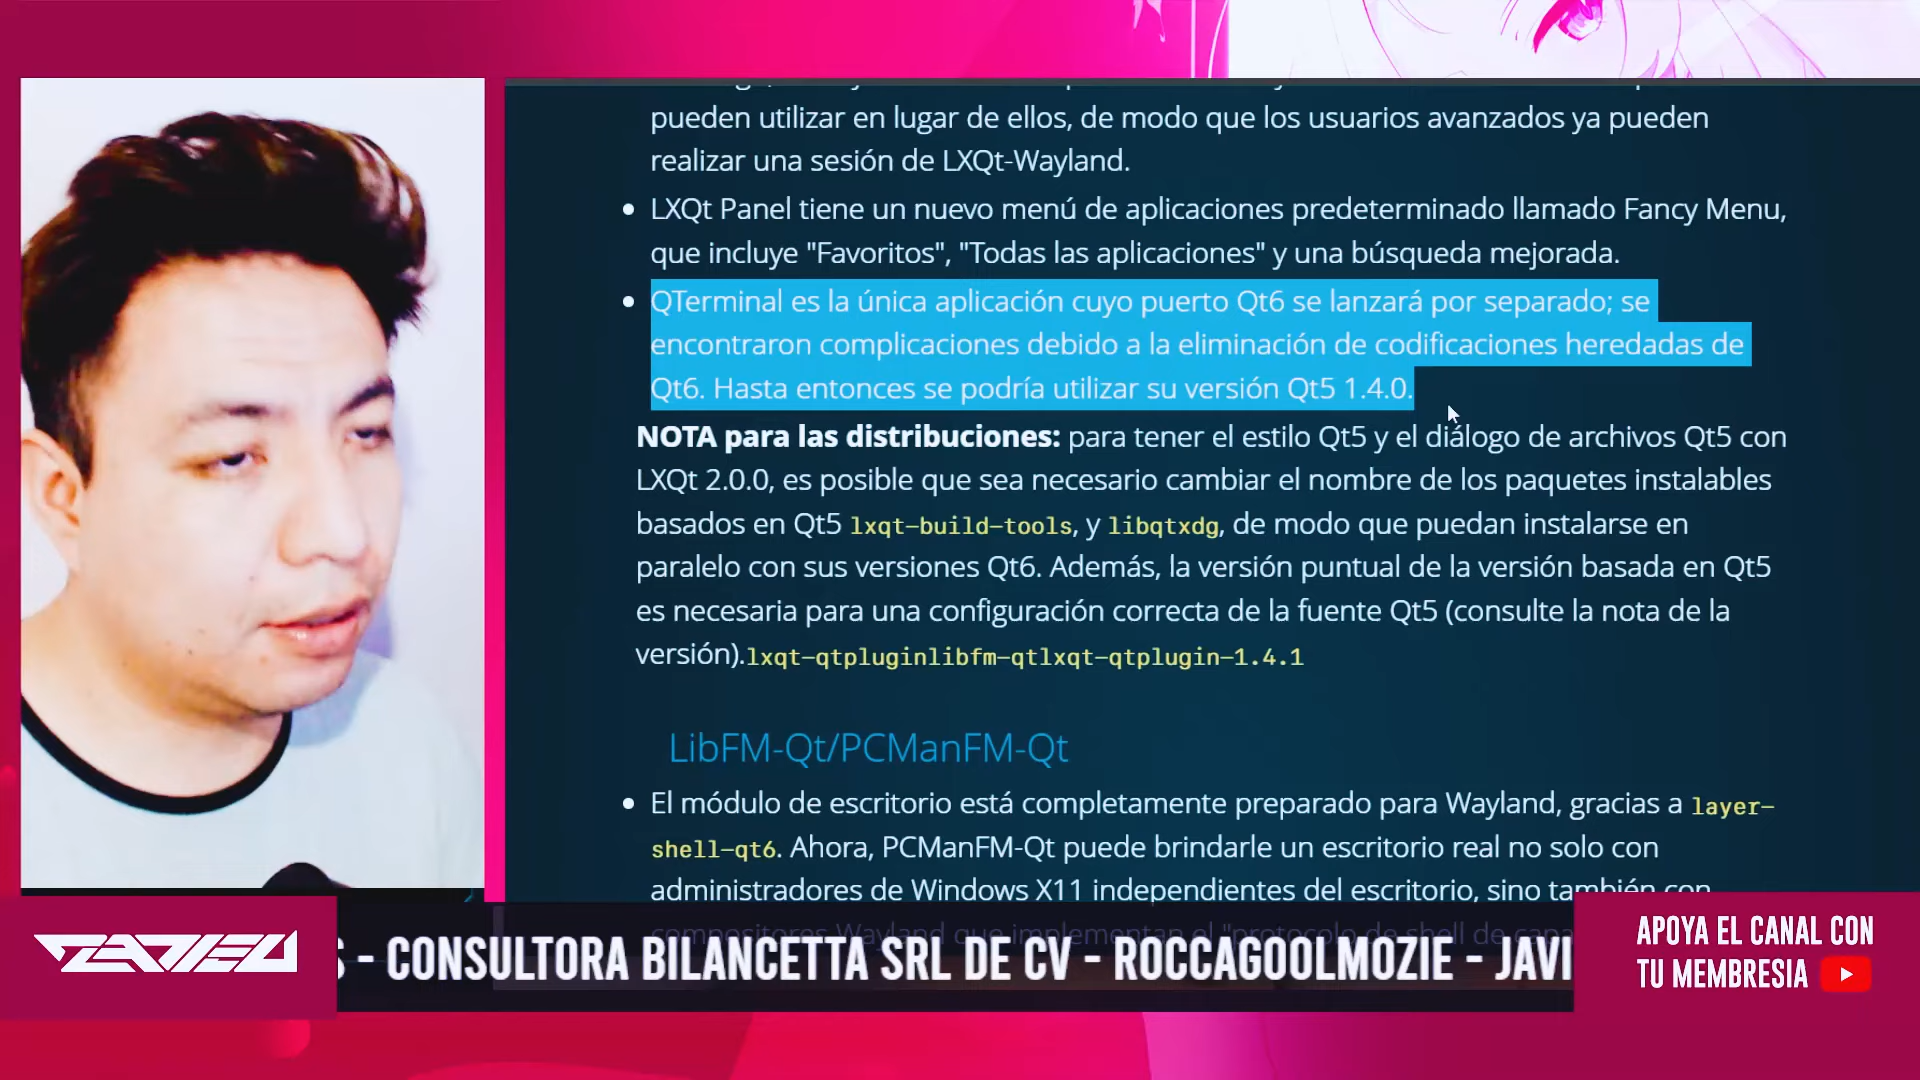 pueden utilizar en lugar de ellos, de modo que los usuarios avanzados ya pueden
realizar una sesión de LXQt-Wayland.
LXQt Panel tiene un nuevo menú de aplicaciones predeterminado llamado Fancy Menu,
que incluye "Favoritos", "Todas las aplicaciones" y una búsqueda mejorada.
QTerminal es la única aplicación cuyo puerto Qt6 se lanzará por separado; se
encontraron complicaciones debido a la eliminación de codificaciones heredadas de
Qt6. Hasta entonces se podría utilizar su versión Qt5 1.4.0.
NOTA para las distribuciones: para tener el estilo Qt5 y el diálogo de archivos Qt5 con
LXQt 2.0.0, es posible que sea necesario cambiar el nombre de los paquetes instalables
basados en Qt5 lxqt-build-tools, y libqtxdg, de modo que puedan instalarse en
paralelo con sus versiones Qt6. Además, la versión puntual de la versión basada en Qt5
es necesaria para una configuración correcta de la fuente Qt5 (consulte la nota de la
versión).lxqt-qtpluginlibfm-qtlxqt-qtplugin-1.4.1
LibFM-Qt/PCManFM-Qt
El módulo de escritorio está completamente preparado para Wayland, gracias a layer-
shell-qt6. Ahora, PCManFM-Qt puede brindarle un escritorio real no solo con
administradores de Windows X11 independientes del escritorio, sino también con
compositores Wayland que implementan el "protocolo de shell de capa
S - CONSULTORA BILANCETTA SRL DE CV - ROCCAGOOLMOZIE - JAVI
APOYA EL CANAL CON
TU MEMBRESIA